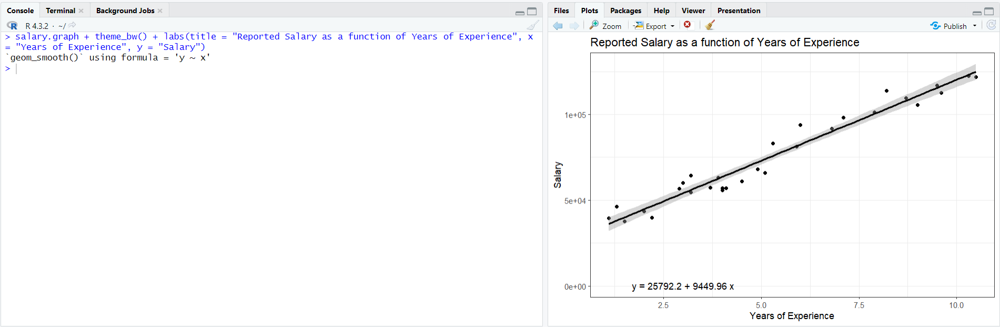 Console Terminal Background Jobs
R 4.3.2 · ~/
> salary.graph + theme_bw() + labs(title = "Reported Salary as a function of Years of Experience", x
= "Years of Experience", y = "Salary")
`geom_smooth()` using formula = 'y ~ x'
>
Files Plots Packages Help Viewer Presentation
Zoom Export Publish
Reported Salary as a function of Years of Experience
1e+05
Salary
5e+04
0e+00
y = 25792.2 + 9449.96 x
2.5 5.0 7.5 10.0
Years of Experience